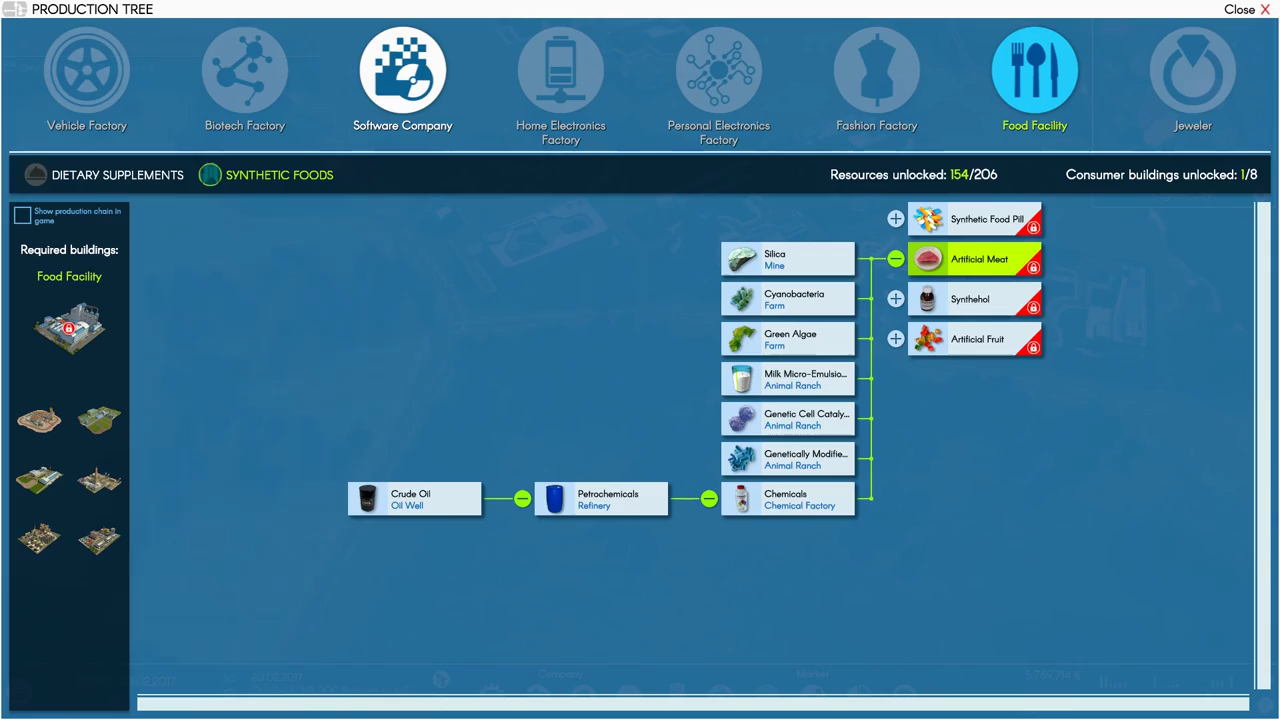 PRODUCTION TREE
Close X
Vehicle Factory
Biotech Factory
Software Company
Home Electronics
Factory
Personal Electronics
Factory
Fashion Factory
Food Facility
Jeweler
DIETARY SUPPLEMENTS
SYNTHETIC FOODS
Resources unlocked: 154/206
Consumer buildings unlocked: 1/8
Show production chain in
game
Required buildings:
Food Facility
Synthetic Food Pill
Silica
Mine
Artificial Meat
Cyanobacteria
Farm
Synthehol
Green Algae
Farm
Artificial Fruit
Milk Micro-Emulsio...
Animal Ranch
Genetic Cell Cataly...
Animal Ranch
Genetically Modifie...
Animal Ranch
Crude Oil
Oil Well
Petrochemicals
Refinery
Chemicals
Chemical Factory
Company
Market